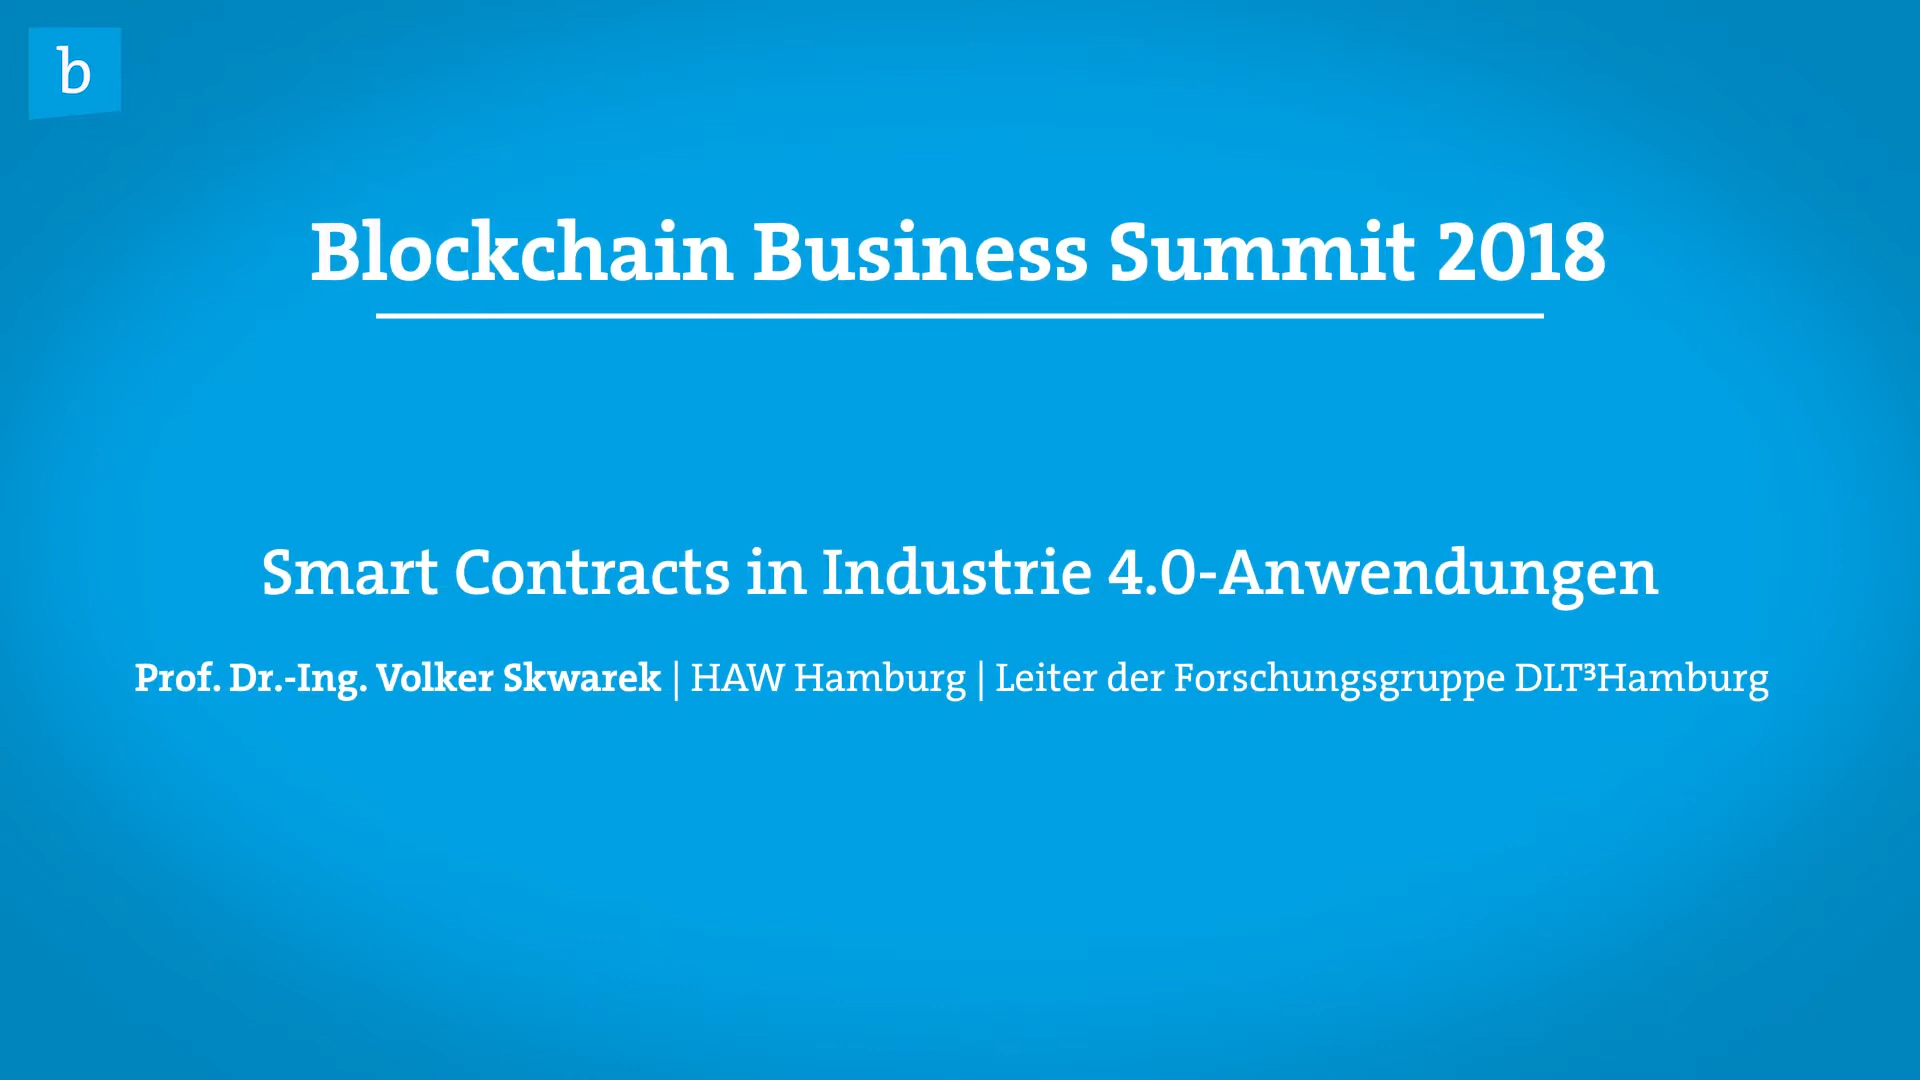 b
Blockchain Business Summit 2018
Smart Contracts in Industrie 4.0-Anwendungen
Prof. Dr.-Ing. Volker Skwarek | HAW Hamburg | Leiter der Forschungsgruppe DLT³Hamburg